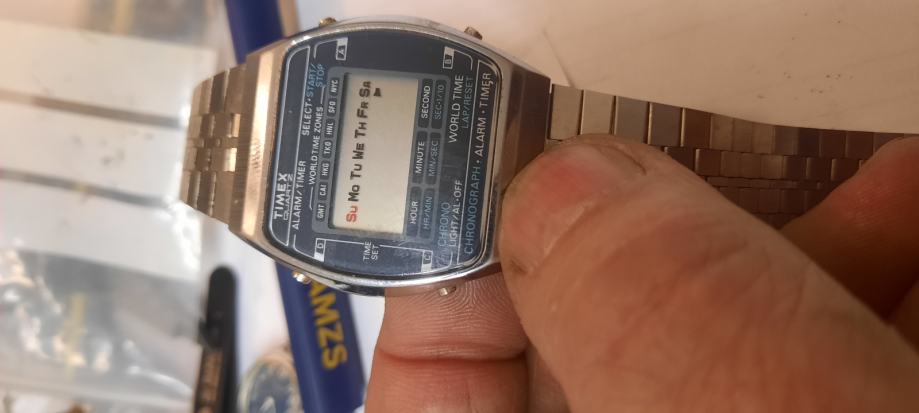 TIMEX
QUARTZ
A
ALARM/TIMER SELECT•START/STOP
WORLD TIME ZONES
GMT CAI HKG TKO HNL SFO NYC
D
Su Mo Tu We Th Fr Sa
TIME SET
HOUR MINUTE SECOND
HR/MIN MIN/SEC SEC•1/10
C
B
CHRONO WORLD TIME
LIGHT/AL•OFF LAP/RESET
CHRONOGRAPH • ALARM • TIMER
AMZS